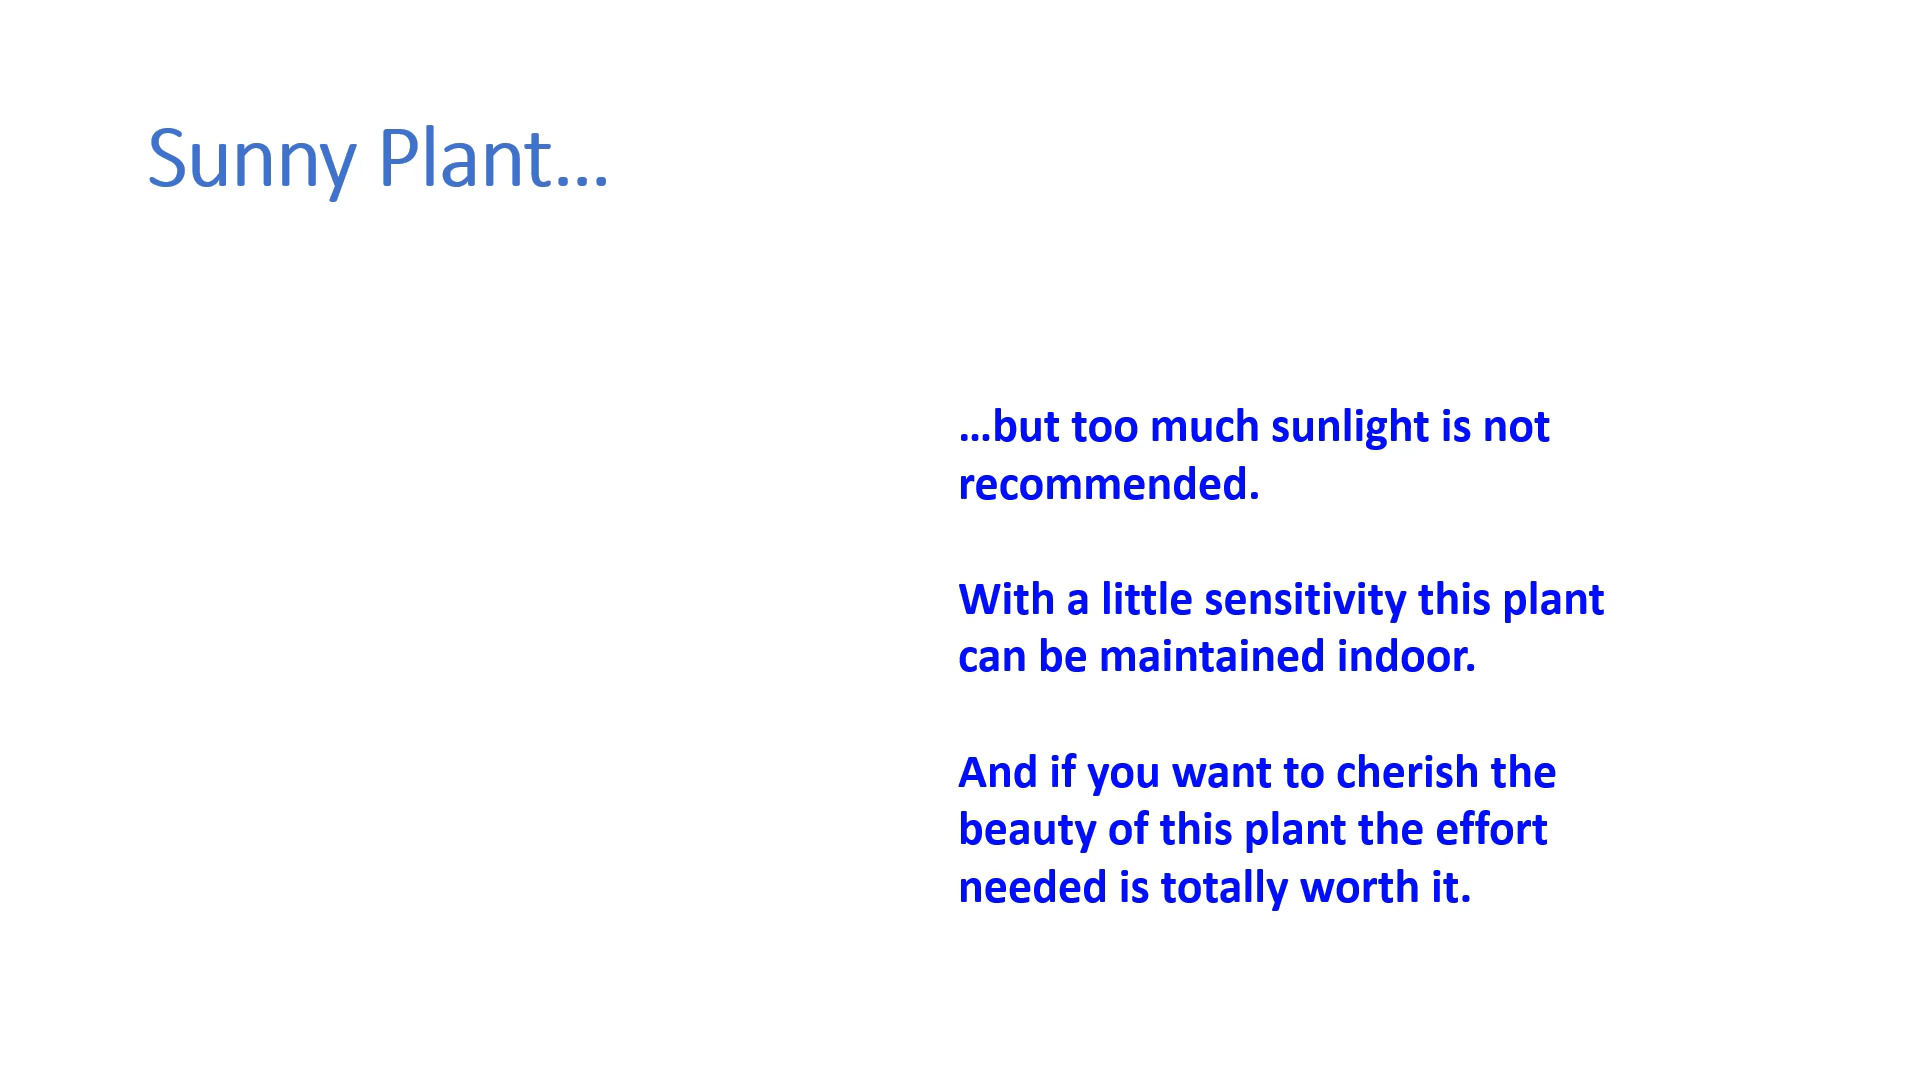 Sunny Plant...
...but too much sunlight is not
recommended.
With a little sensitivity this plant
can be maintained indoor.
And if you want to cherish the
beauty of this plant the effort
needed is totally worth it.